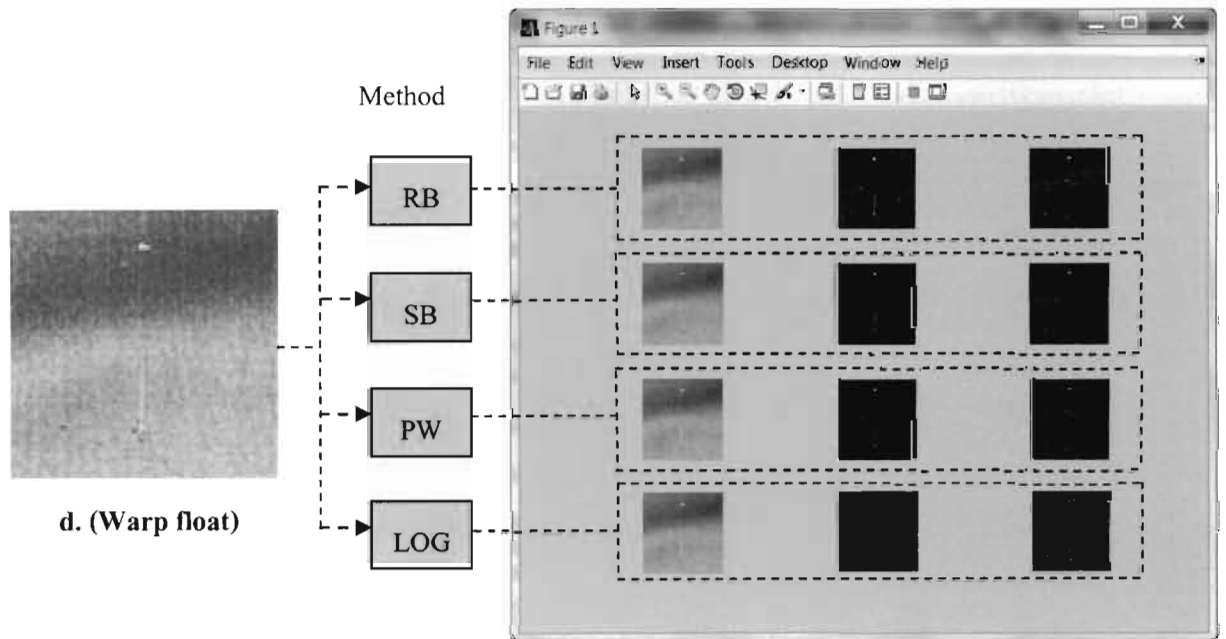 Figure 1
File Edit View Insert Tools Desktop Window Help
Method
RB
SB
PW
LOG
d. (Warp float)